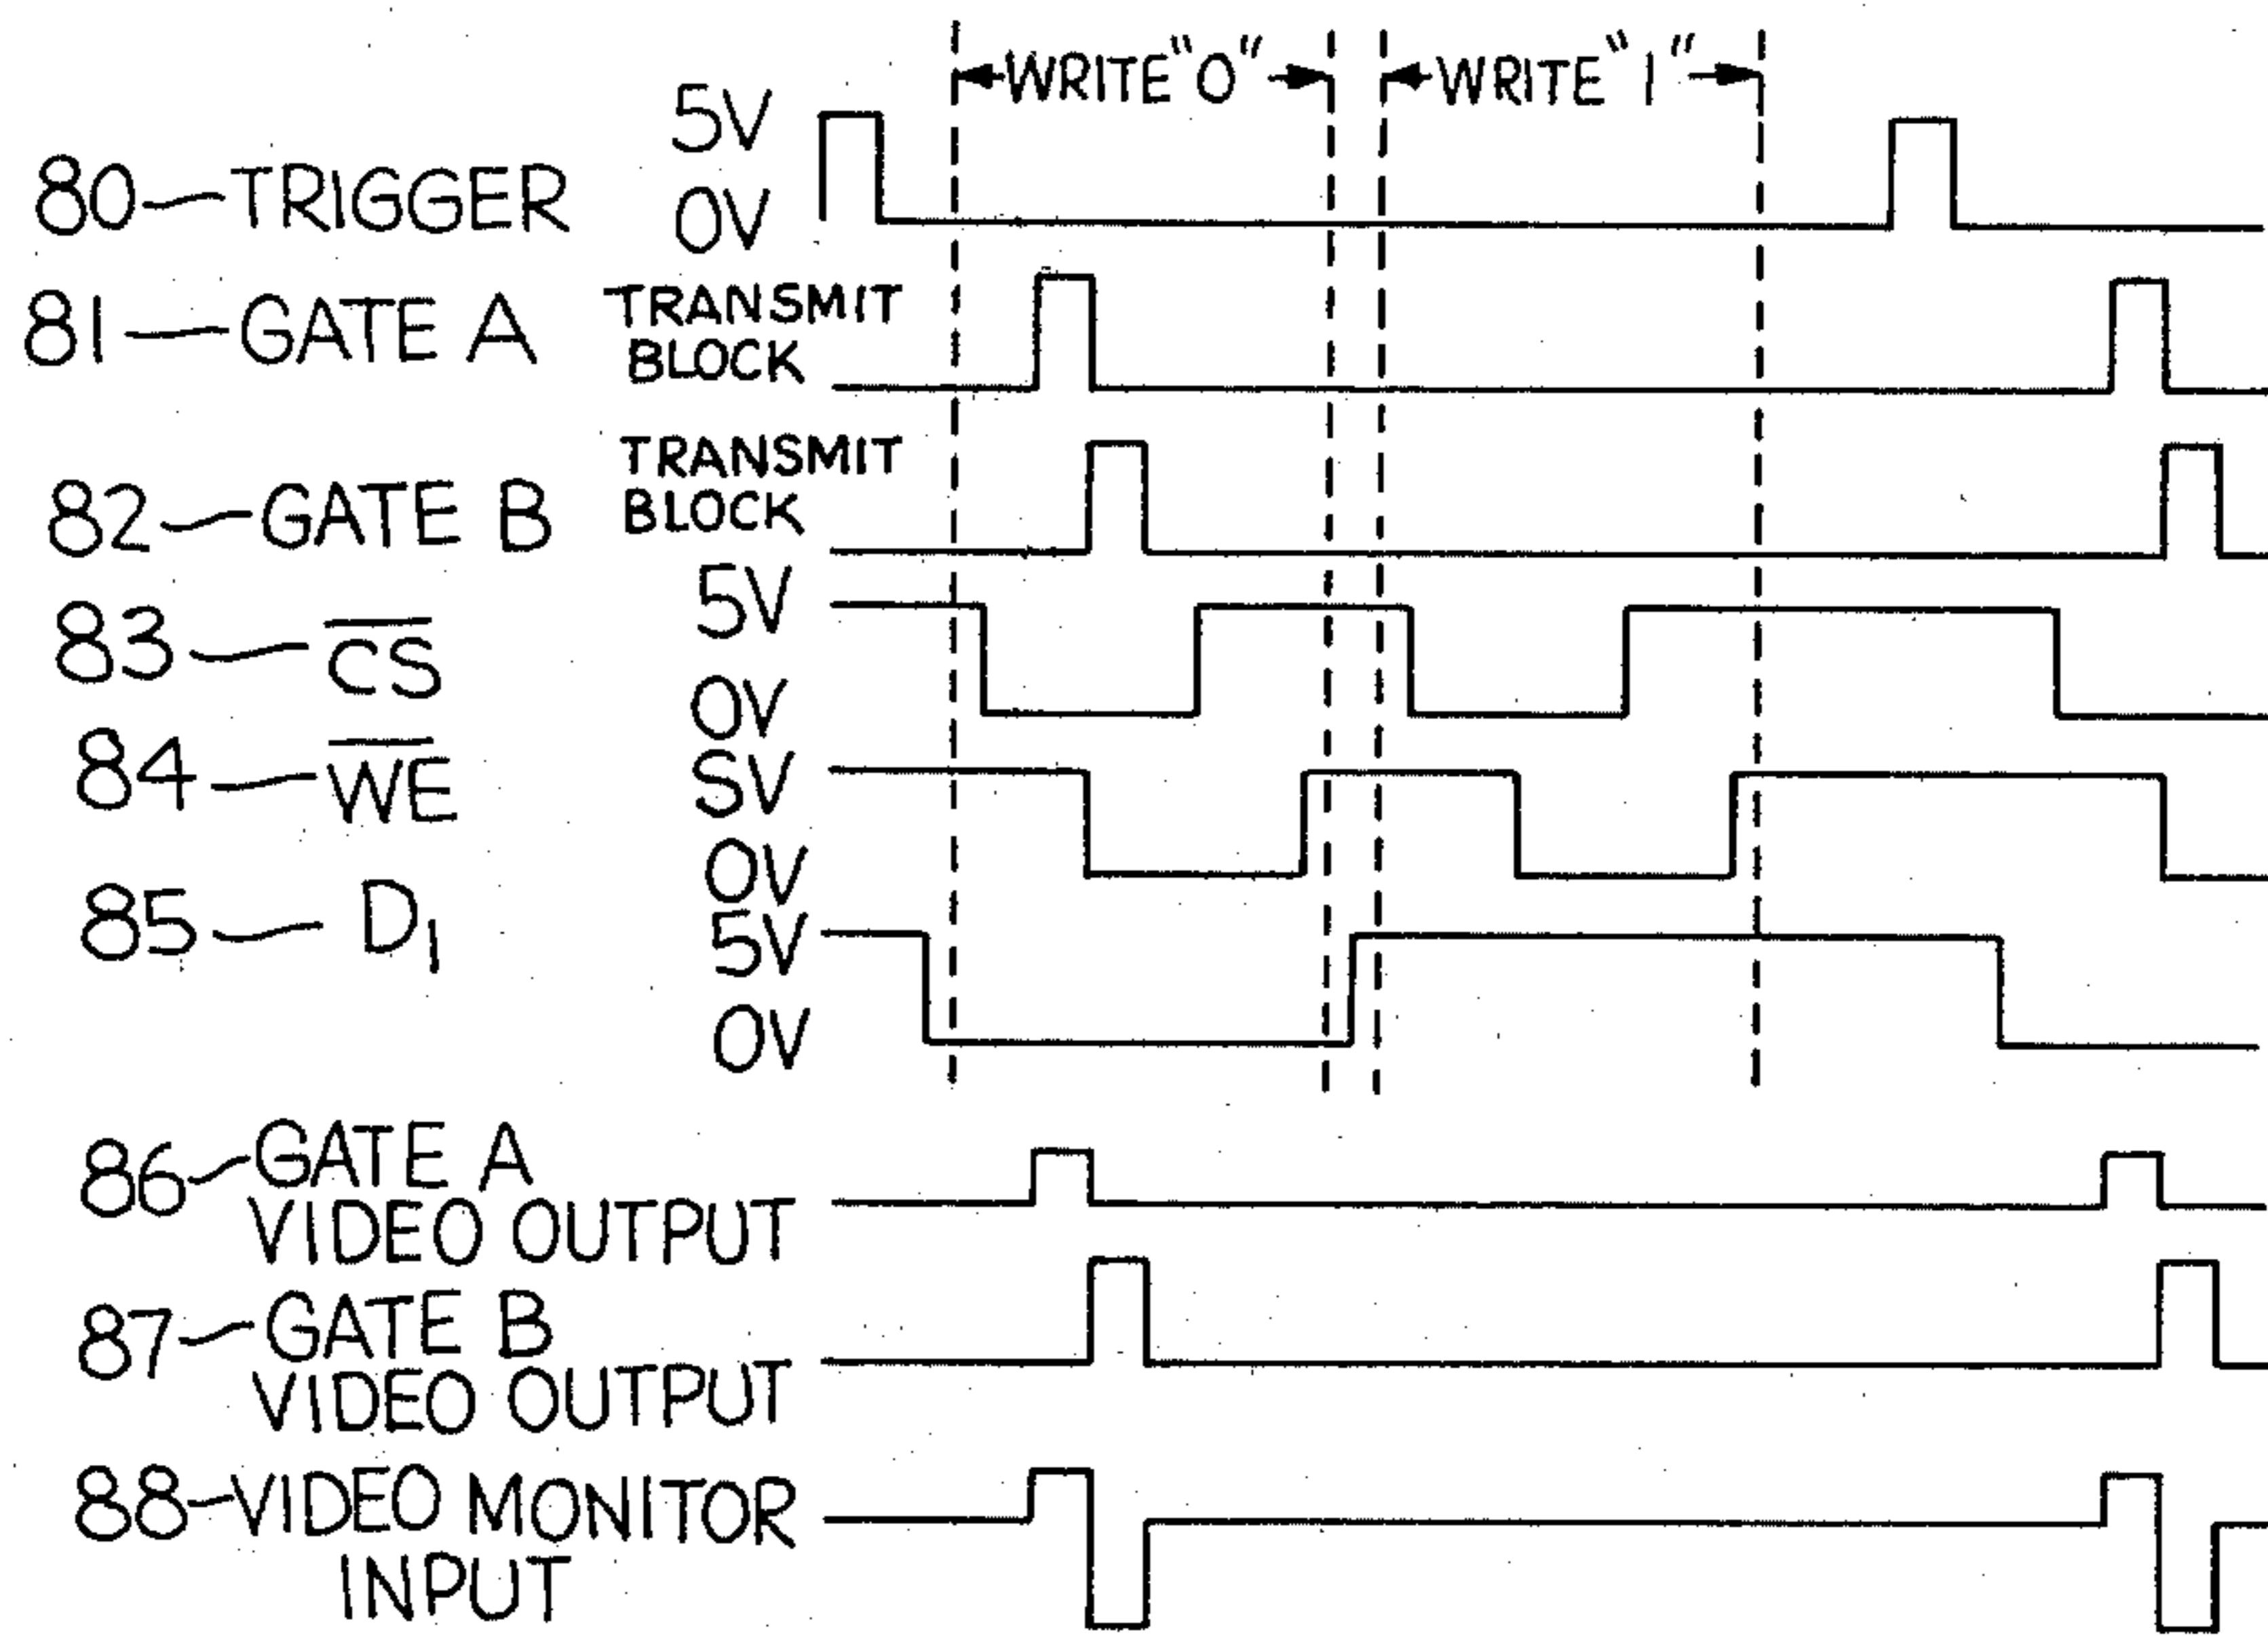 WRITE "0" WRITE "1"
5V
80 TRIGGER
0V
81 GATE A
TRANSMIT
BLOCK
TRANSMIT
BLOCK
82 GATE B
5V
83 C̅S̅
0V
84 W̅E̅
SV
0V
85 D₁
5V
0V
86 GATE A
VIDEO OUTPUT
87 GATE B
VIDEO OUTPUT
88 VIDEO MONITOR
INPUT